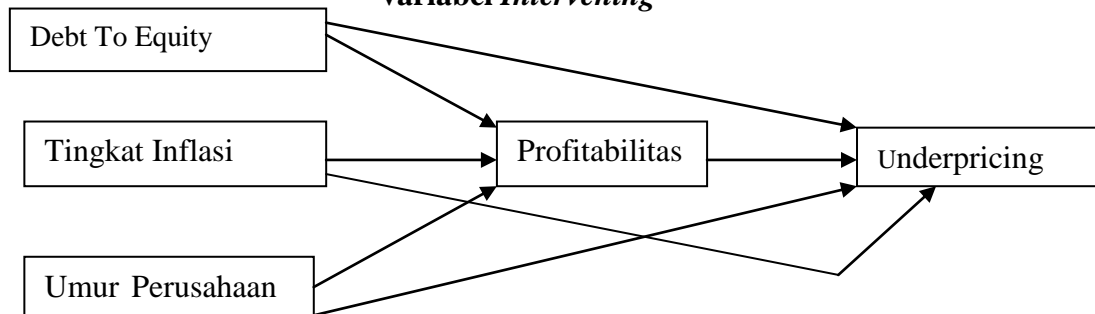 Variabel Intervening
Debt To Equity
Tingkat Inflasi
Profitabilitas
Underpricing
Umur Perusahaan